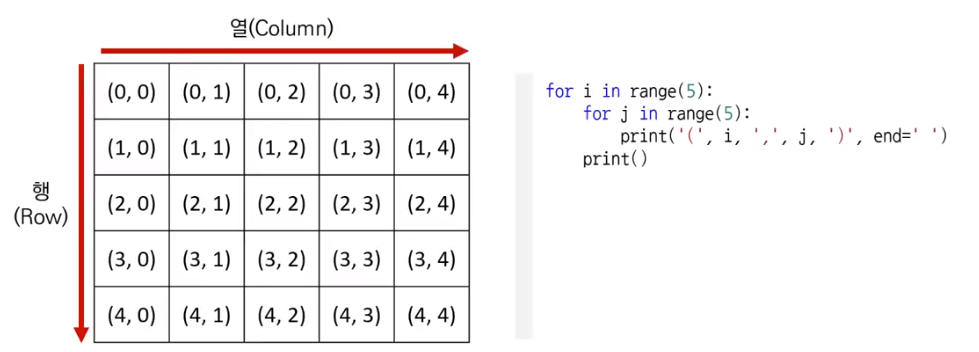 열(Column)
행
(Row)
(0, 0) (0, 1) (0, 2) (0, 3) (0, 4)
(1, 0) (1, 1) (1, 2) (1, 3) (1, 4)
(2, 0) (2, 1) (2, 2) (2, 3) (2, 4)
(3, 0) (3, 1) (3, 2) (3, 3) (3, 4)
(4, 0) (4, 1) (4, 2) (4, 3) (4, 4)
for i in range(5):
    for j in range(5):
        print('(', i, ',', j, ')', end=' ')
    print()